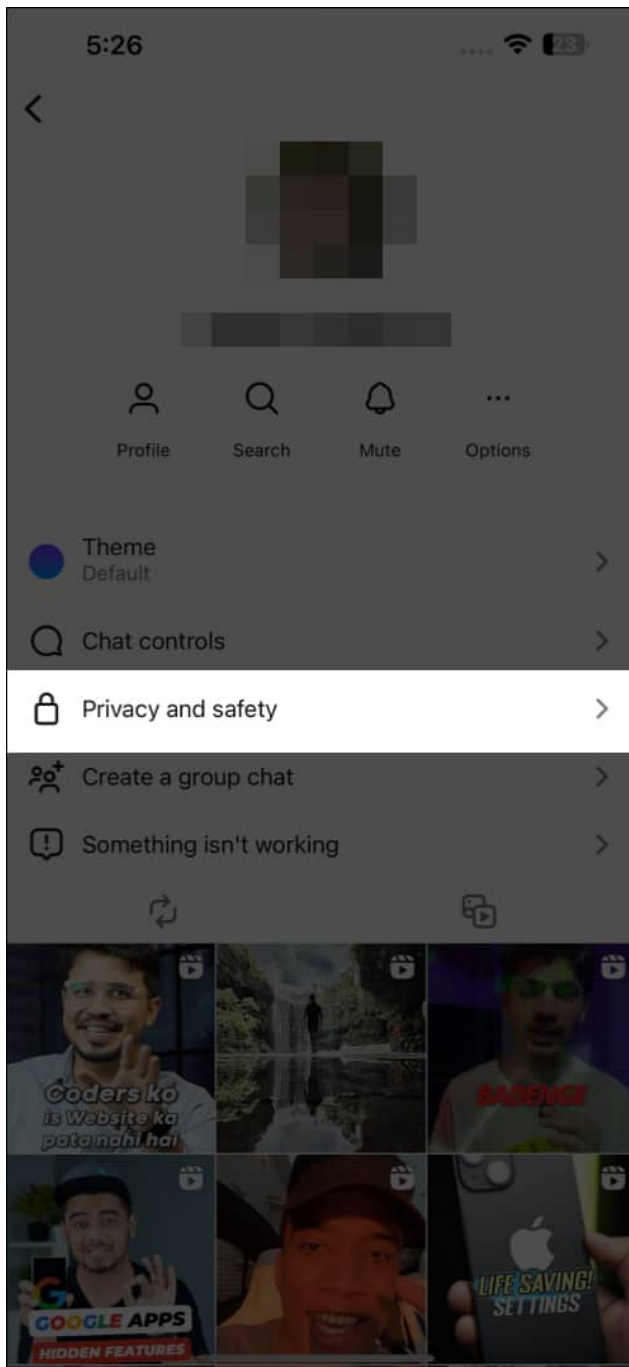 5:26
23
Profile
Search
Mute
Options
Theme
Default
Chat controls
Privacy and safety
Create a group chat
Something isn't working
Coders ko
is Website ka
pata nahi hai
BADENGE
GOOGLE APPS
HIDDEN FEATURES
LIFE SAVING!
SETTINGS